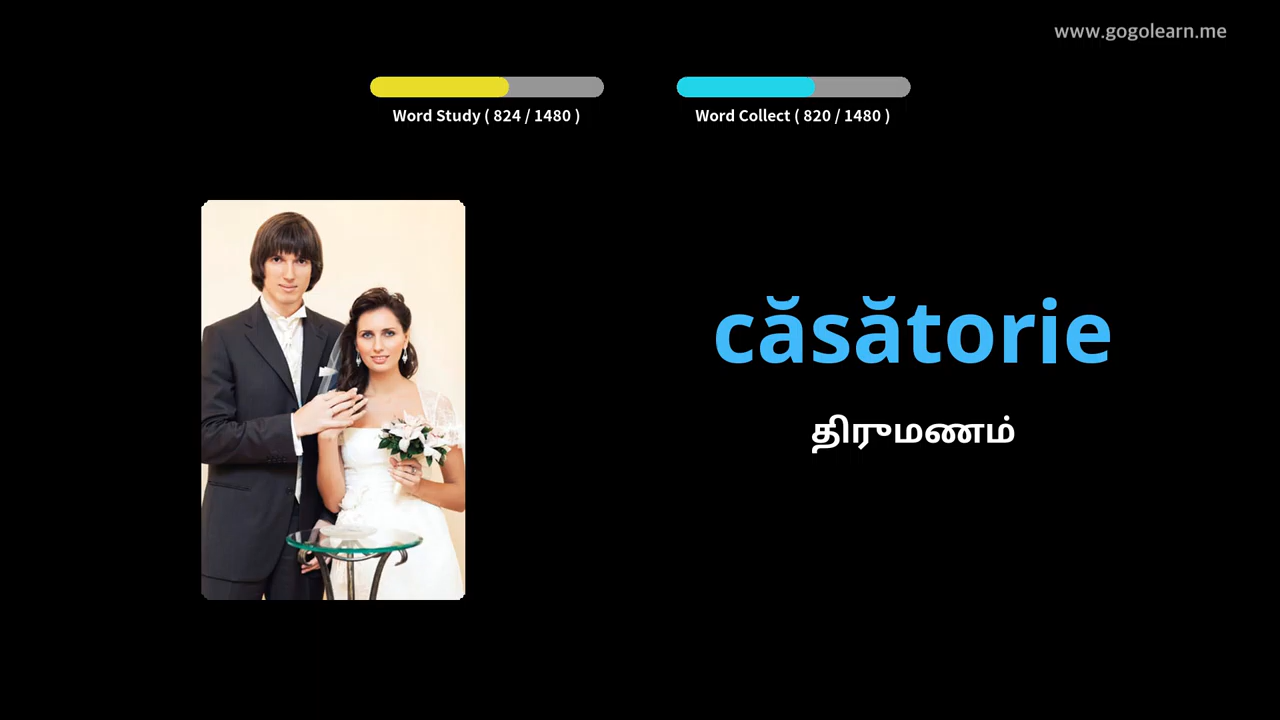 www.gogolearn.me
Word Study ( 824 / 1480 )
Word Collect ( 820 / 1480 )
căsătorie
திருமணம்